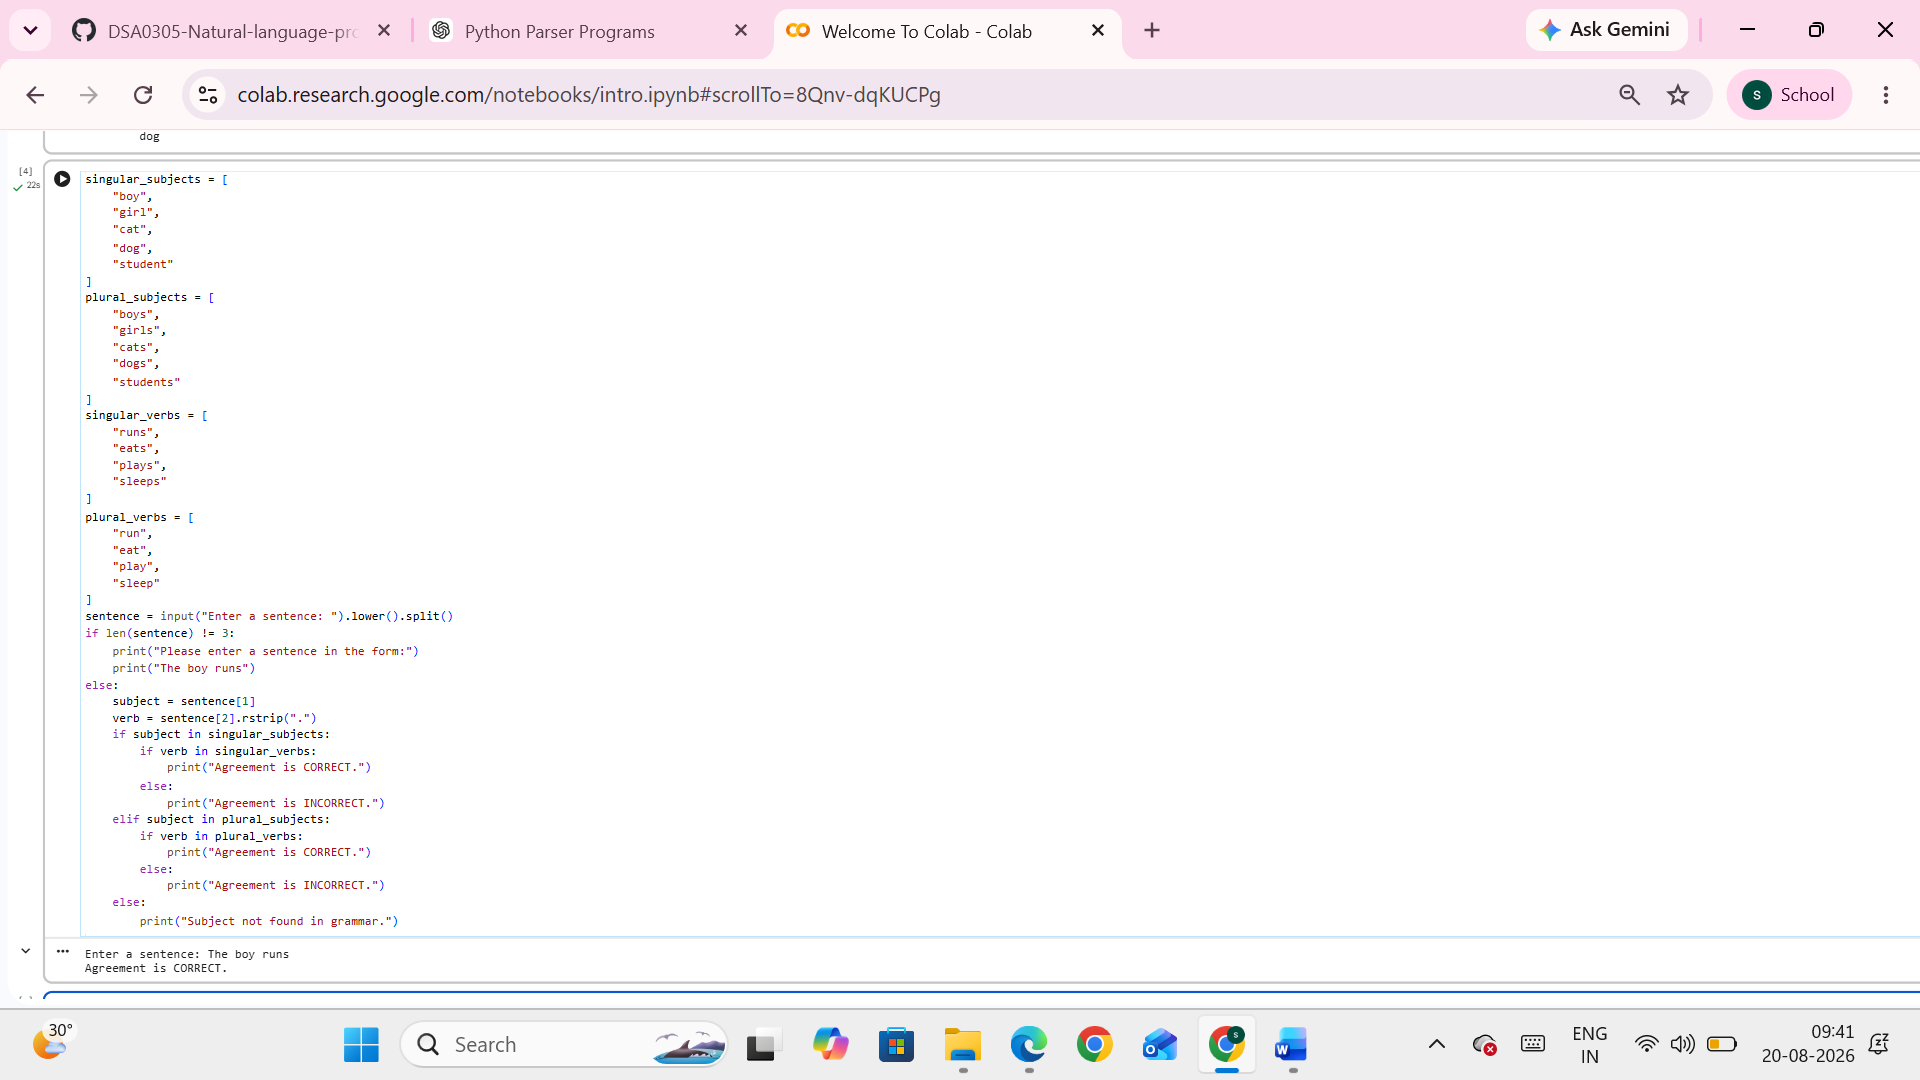 DSA0305-Natural-language-pro
Python Parser Programs
Welcome To Colab - Colab
Ask Gemini
colab.research.google.com/notebooks/intro.ipynb#scrollTo=8Qnv-dqKUCPg
S
School
dog
[4]
22s
singular_subjects = [
    "boy",
    "girl",
    "cat",
    "dog",
    "student"
]
plural_subjects = [
    "boys",
    "girls",
    "cats",
    "dogs",
    "students"
]
singular_verbs = [
    "runs",
    "eats",
    "plays",
    "sleeps"
]
plural_verbs = [
    "run",
    "eat",
    "play",
    "sleep"
]
sentence = input("Enter a sentence: ").lower().split()
if len(sentence) != 3:
    print("Please enter a sentence in the form:")
    print("The boy runs")
else:
    subject = sentence[1]
    verb = sentence[2].rstrip(".")
    if subject in singular_subjects:
        if verb in singular_verbs:
            print("Agreement is CORRECT.")
        else:
            print("Agreement is INCORRECT.")
    elif subject in plural_subjects:
        if verb in plural_verbs:
            print("Agreement is CORRECT.")
        else:
            print("Agreement is INCORRECT.")
    else:
        print("Subject not found in grammar.")
Enter a sentence: The boy runs
Agreement is CORRECT.
30°
Search
ENG
IN
09:41
20-08-2026